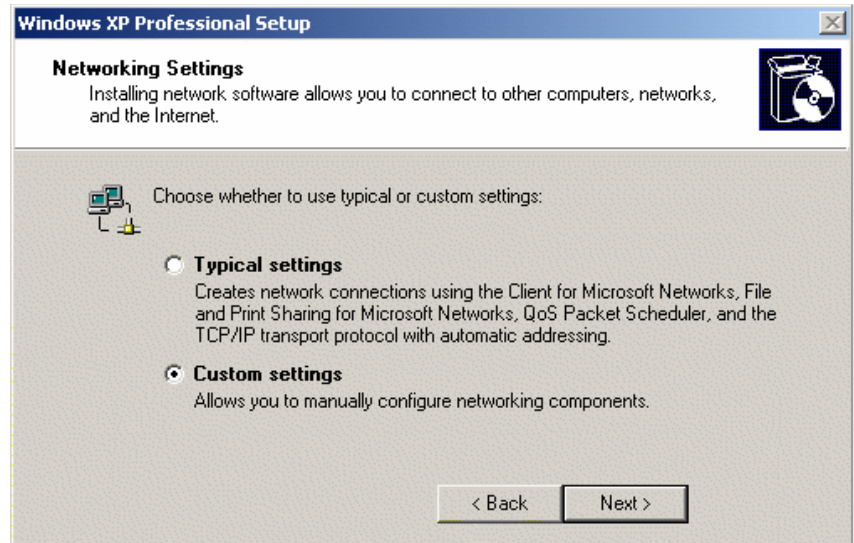 Windows XP Professional Setup
Networking Settings
Installing network software allows you to connect to other computers, networks,
and the Internet.
Choose whether to use typical or custom settings:
Typical settings
Creates network connections using the Client for Microsoft Networks, File
and Print Sharing for Microsoft Networks, QoS Packet Scheduler, and the
TCP/IP transport protocol with automatic addressing.
Custom settings
Allows you to manually configure networking components.
< Back Next >